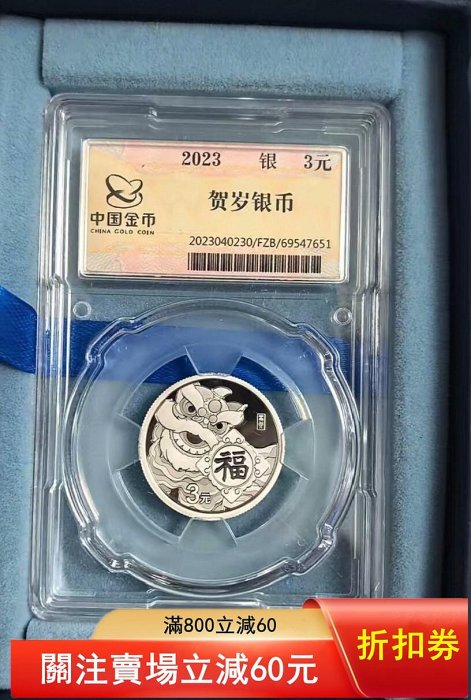 2023 银 3元
中国金币
CHINA GOLD COIN
贺岁银币
2023040230/FZB/69547651
福
3元
滿800立減60
關注賣場立減60元
折扣券